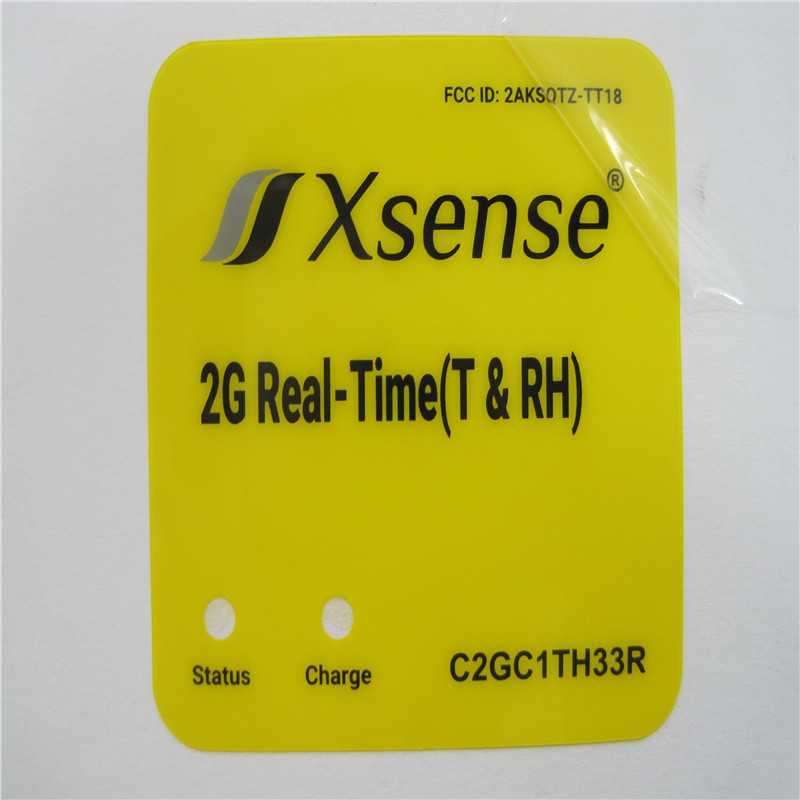 FCC ID: 2AKSQTZ-TT18
Xsense®
2G Real-Time(T & RH)
Status Charge
C2GC1TH33R